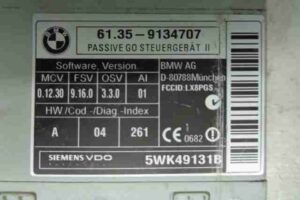 61.35-9134707
PASSIVE GO STEUERGERÄT II
Software, Version.
BMW AG
MCV FSV OSV AI
D-80788München
0.12.30 9.16.0 3.3.0 01
FCCID:LX8PGS
HW /Cod.-/Diag.-Index
A 04 261
CE 0682 !
SIEMENS VDO
5WK49131B